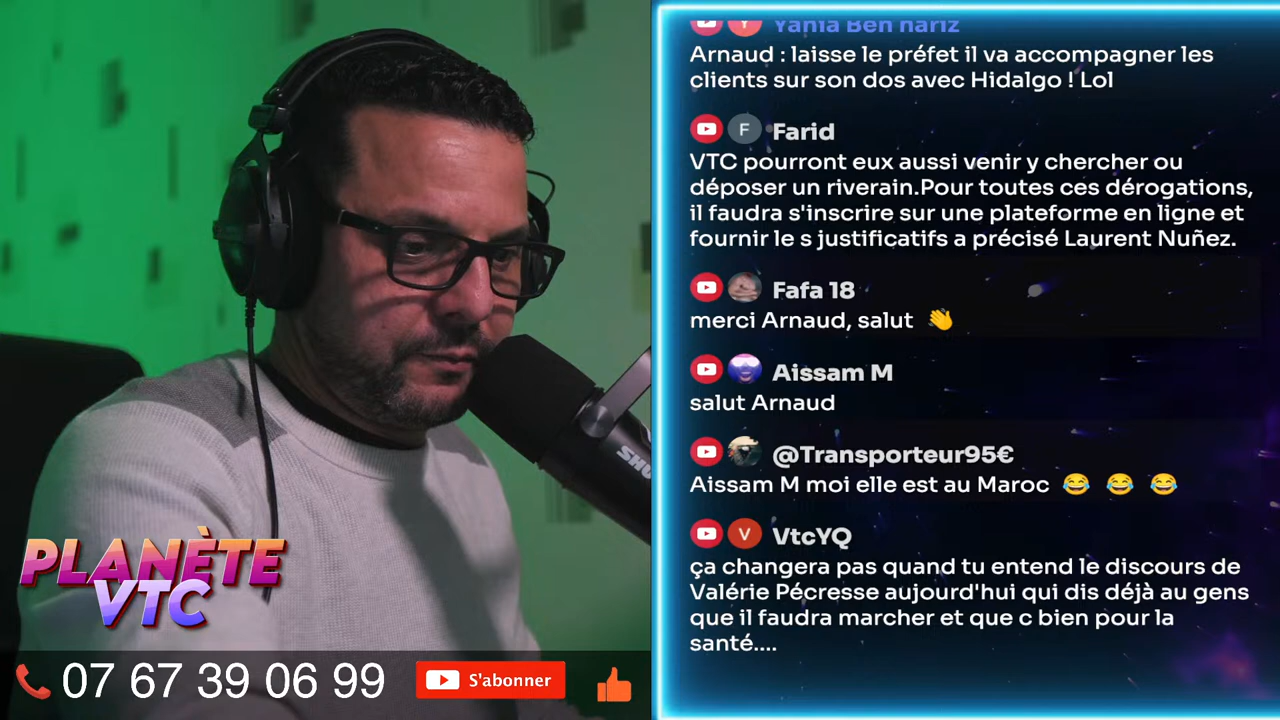 Yania Ben hariz
Arnaud : laisse le préfet il va accompagner les
clients sur son dos avec Hidalgo ! Lol
F Farid
VTC pourront eux aussi venir y chercher ou
déposer un riverain.Pour toutes ces dérogations,
il faudra s'inscrire sur une plateforme en ligne et
fournir le s justificatifs a précisé Laurent Nuñez.
Fafa 18
merci Arnaud, salut 👋
Aissam M
salut Arnaud
@Transporteur95€
Aissam M moi elle est au Maroc 😂 😂 😂
V VtcYQ
ça changera pas quand tu entend le discours de
Valérie Pécresse aujourd'hui qui dis déjà au gens
que il faudra marcher et que c bien pour la
santé....
SHU
PLANÈTE
VTC
07 67 39 06 99
S'abonner